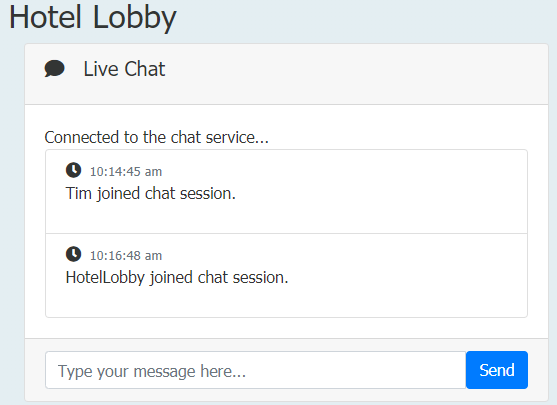 Hotel Lobby
Live Chat
Connected to the chat service...
10:14:45 am
Tim joined chat session.
10:16:48 am
HotelLobby joined chat session.
Type your message here...
Send